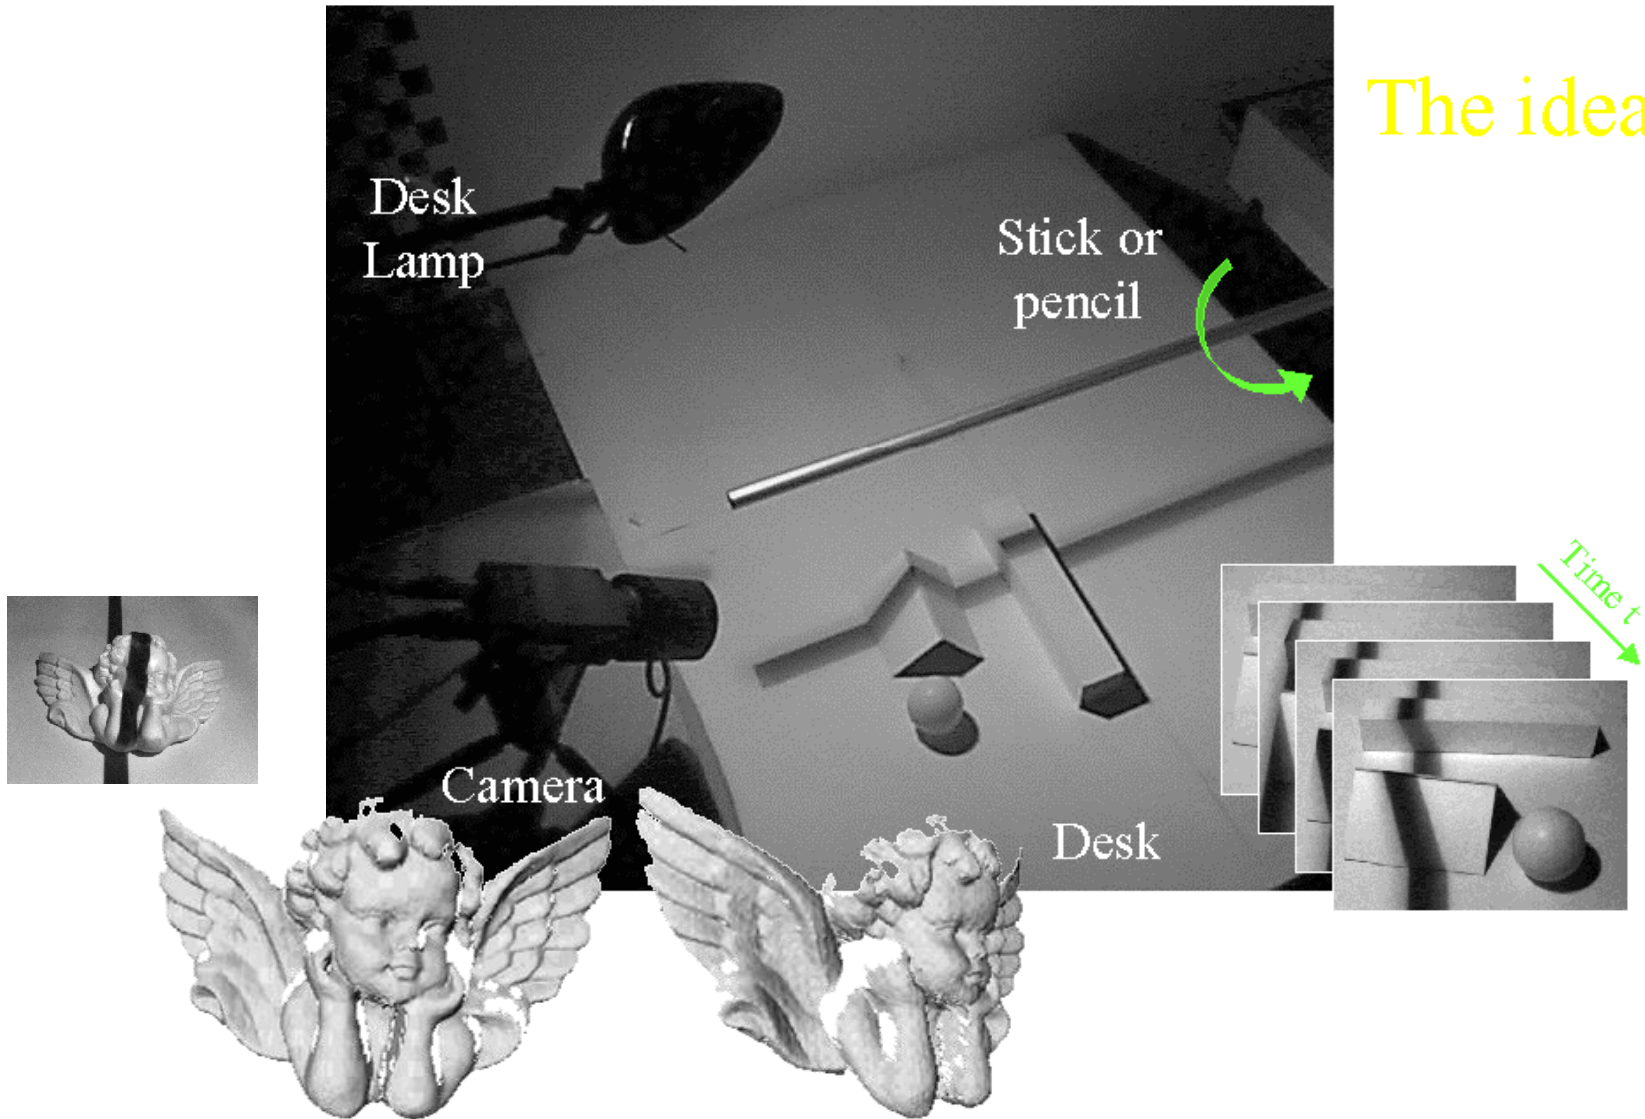 The idea
Desk
Lamp
Stick or
pencil
Time t
Camera
Desk